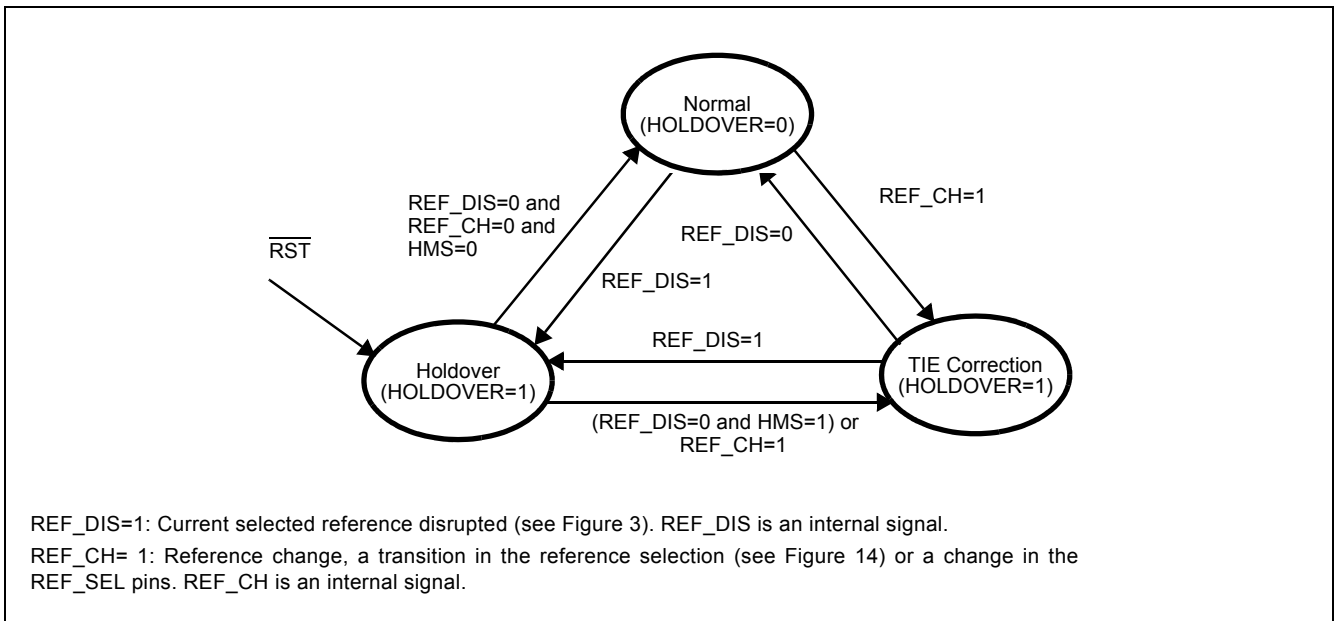 Normal
(HOLDOVER=0)
REF_CH=1
REF_DIS=0 and
REF_CH=0 and
HMS=0
REF_DIS=0
RST
REF_DIS=1
REF_DIS=1
Holdover
(HOLDOVER=1)
TIE Correction
(HOLDOVER=1)
(REF_DIS=0 and HMS=1) or
REF_CH=1
REF_DIS=1: Current selected reference disrupted (see Figure 3). REF_DIS is an internal signal.
REF_CH= 1: Reference change, a transition in the reference selection (see Figure 14) or a change in the
REF_SEL pins. REF_CH is an internal signal.